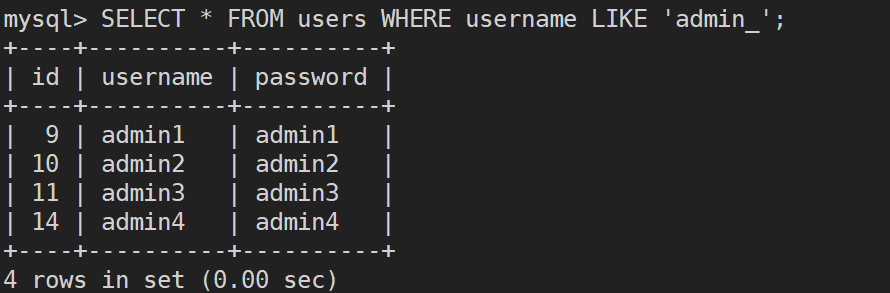 mysql> SELECT * FROM users WHERE username LIKE 'admin_';
+----+----------+----------+
| id | username | password |
+----+----------+----------+
|  9 | admin1   | admin1   |
| 10 | admin2   | admin2   |
| 11 | admin3   | admin3   |
| 14 | admin4   | admin4   |
+----+----------+----------+
4 rows in set (0.00 sec)